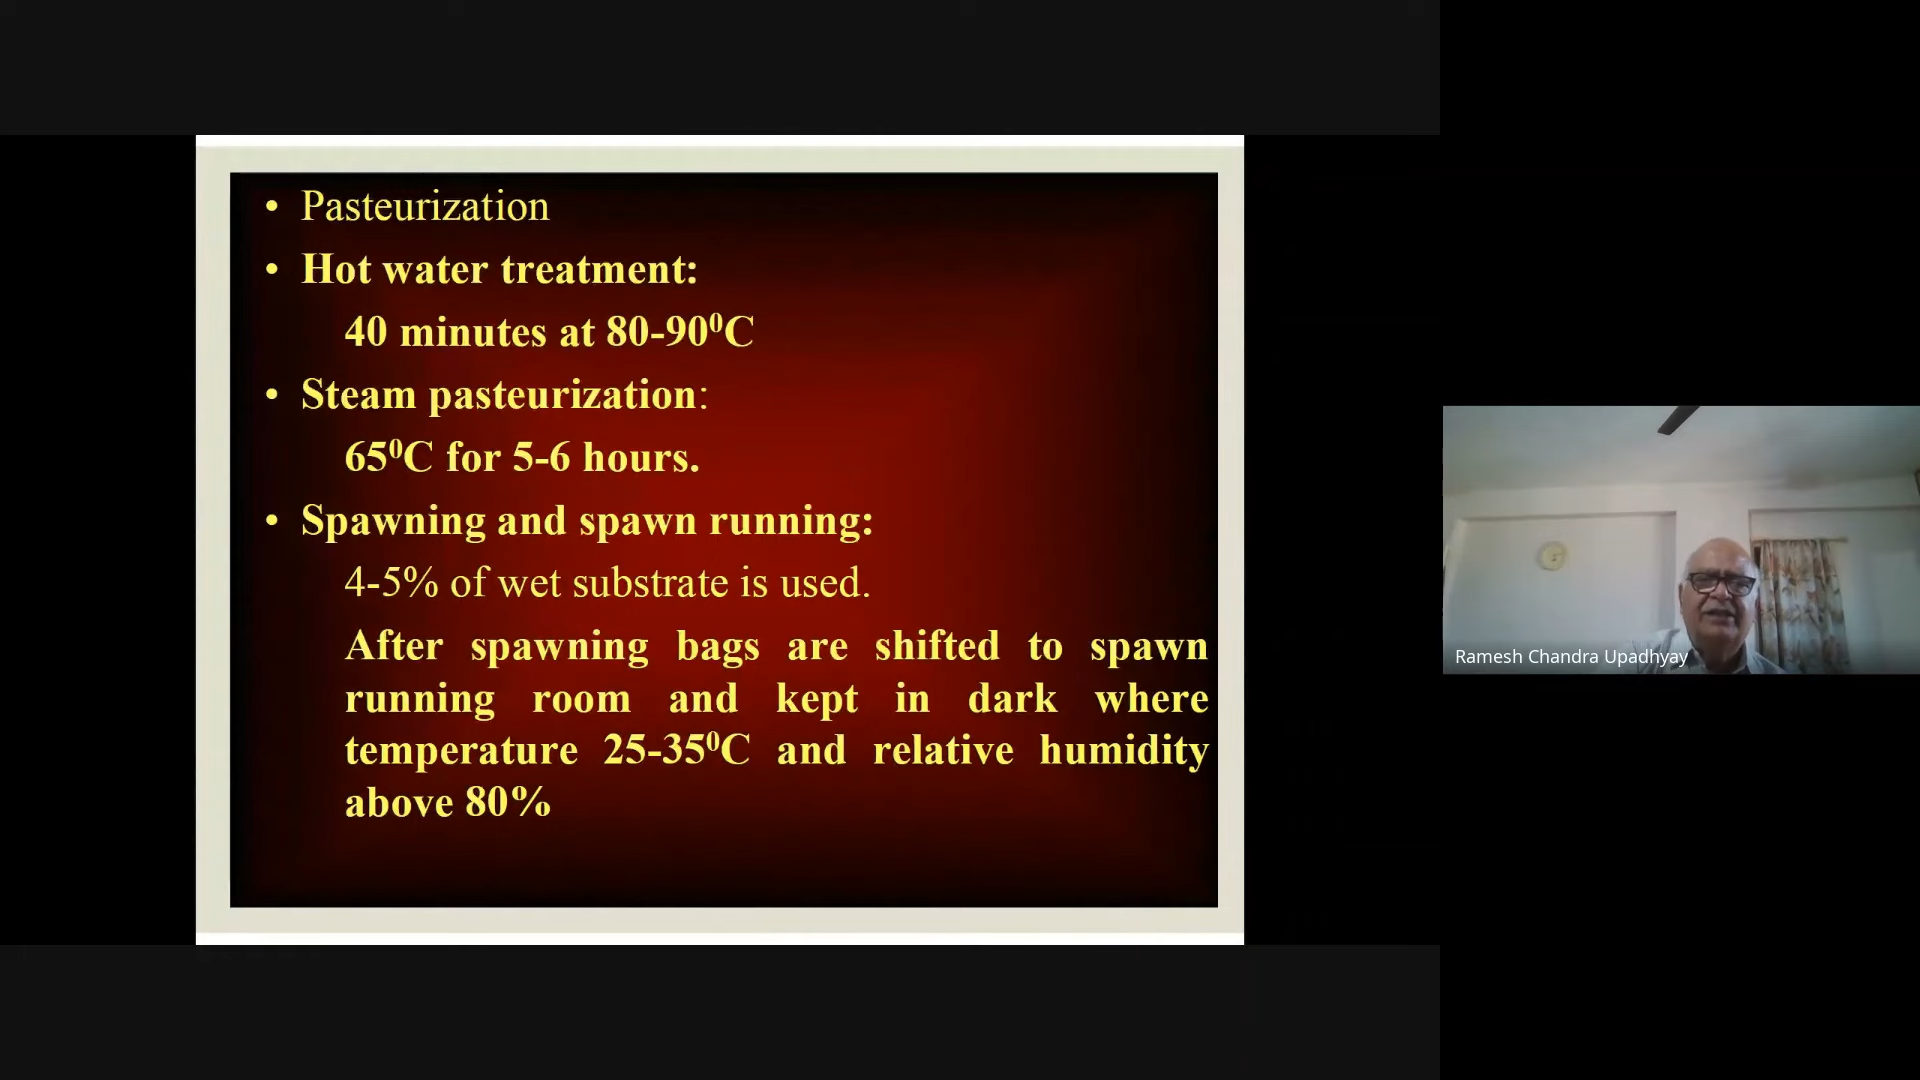 • Pasteurization
• Hot water treatment:
40 minutes at 80-90⁰C
• Steam pasteurization:
65⁰C for 5-6 hours.
• Spawning and spawn running:
4-5% of wet substrate is used.
After spawning bags are shifted to spawn
running room and kept in dark where
temperature 25-35⁰C and relative humidity
above 80%
Ramesh Chandra Upadhyay